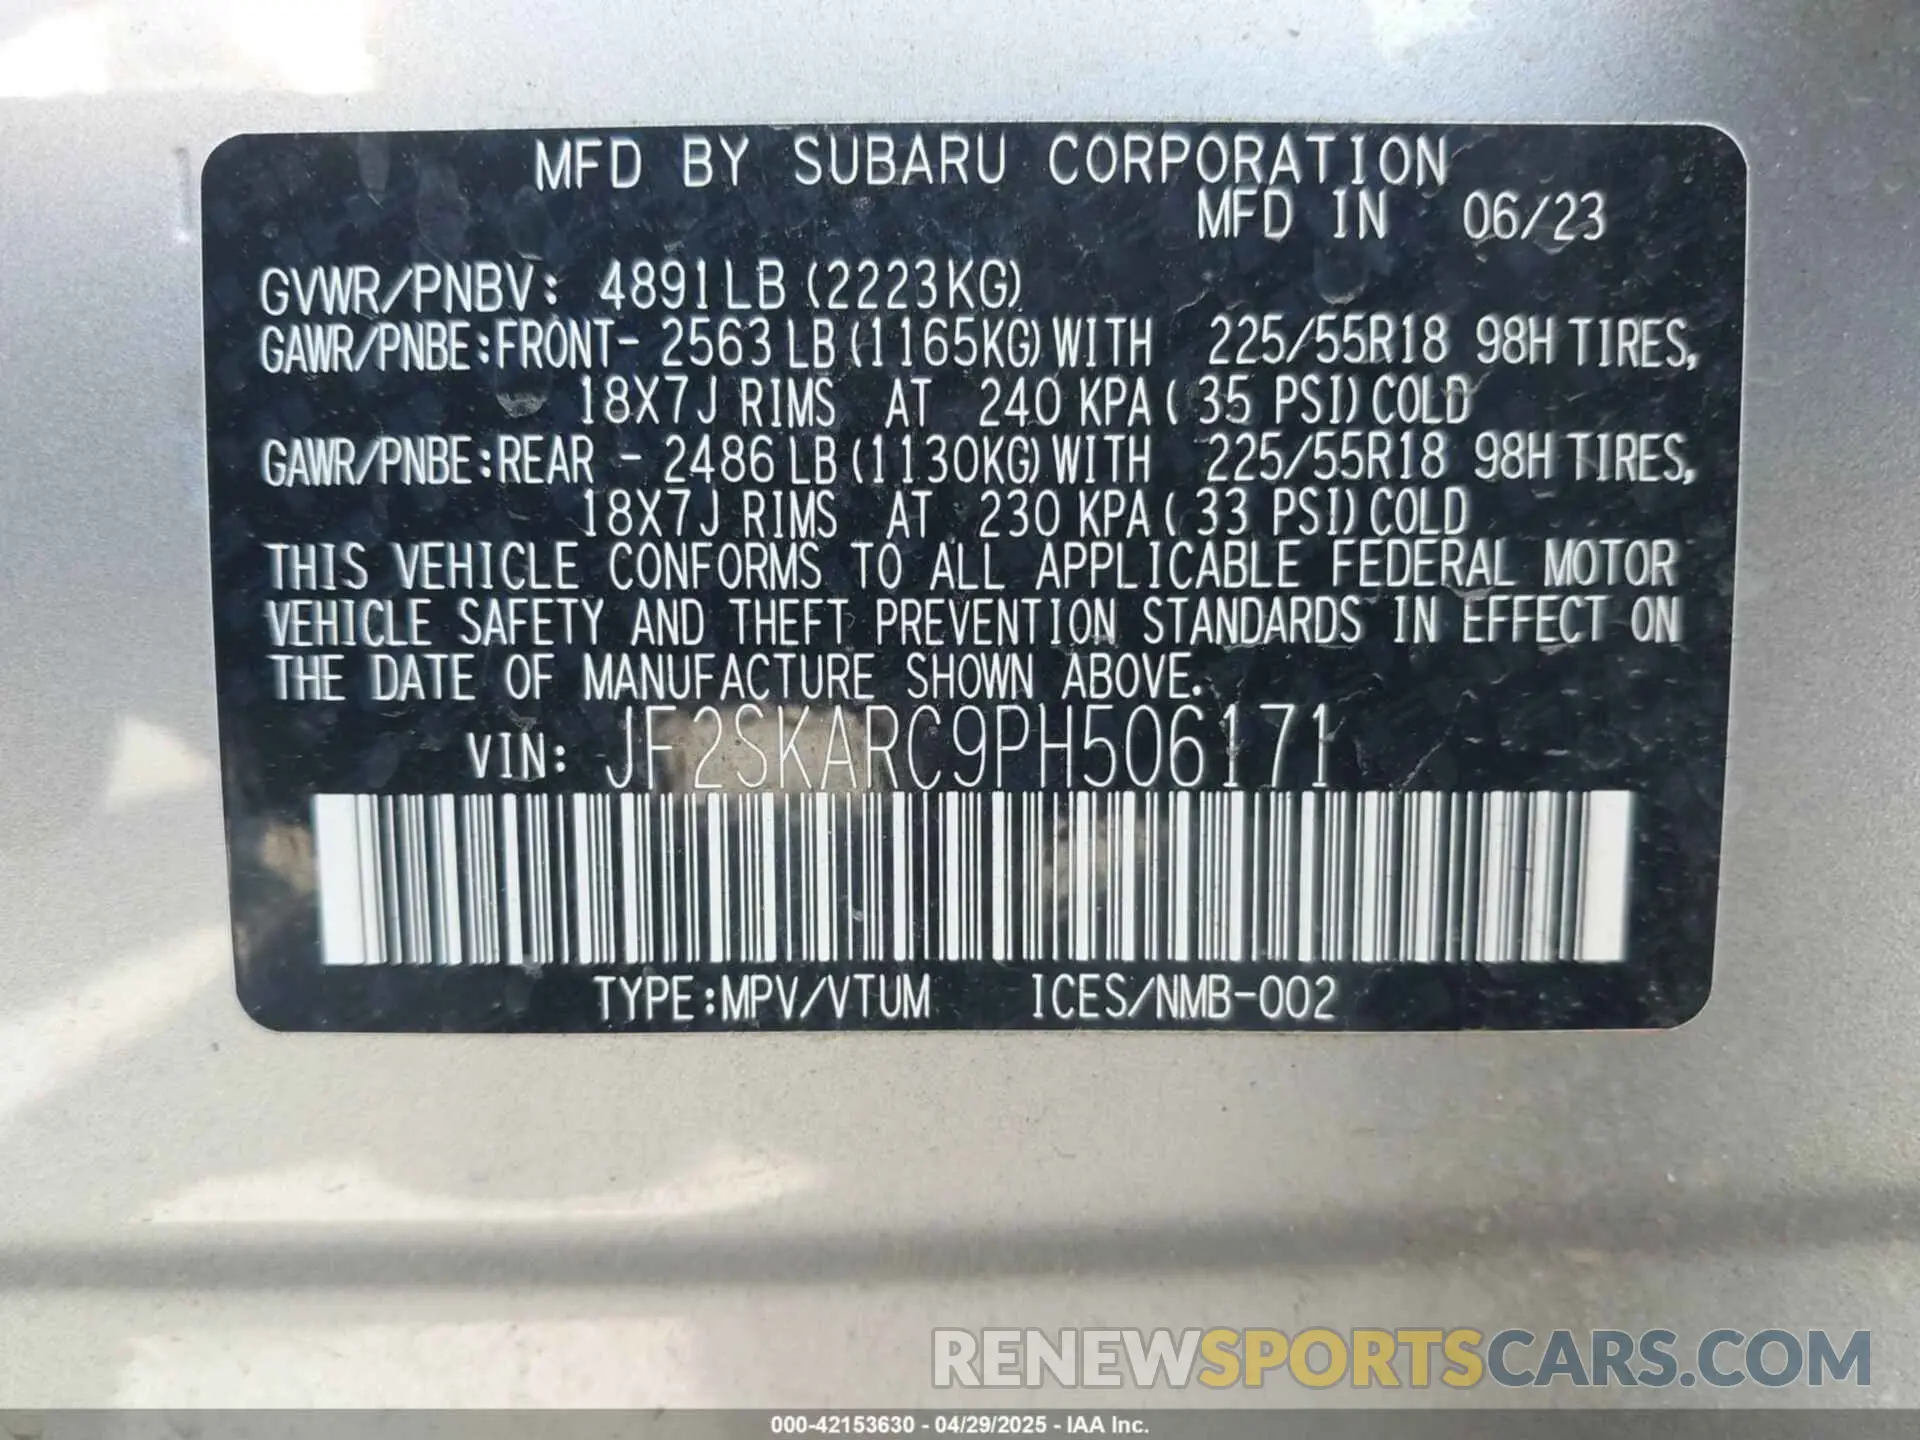 MFD BY SUBARU CORPORATION
MFD IN 06/23
GVWR/PNBV: 4891LB (2223KG)
GAWR/PNBE:FRONT- 2563LB(1165KG)WITH 225/55R18 98H TIRES,
18X7J RIMS AT 240 KPA( 35 PSI)COLD
GAWR/PNBE:REAR - 2486LB(1130KG)WITH 225/55R18 98H TIRES,
18X7J RIMS AT 230 KPA( 33 PSI)COLD
THIS VEHICLE CONFORMS TO ALL APPLICABLE FEDERAL MOTOR
VEHICLE SAFETY AND THEFT PREVENTION STANDARDS IN EFFECT ON
THE DATE OF MANUFACTURE SHOWN ABOVE.
VIN: JF2SKARC9PH506171
TYPE:MPV/VTUM ICES/NMB-002
RENEWSPORTSCARS.COM
000-42153630 - 04/29/2025 - IAA Inc.